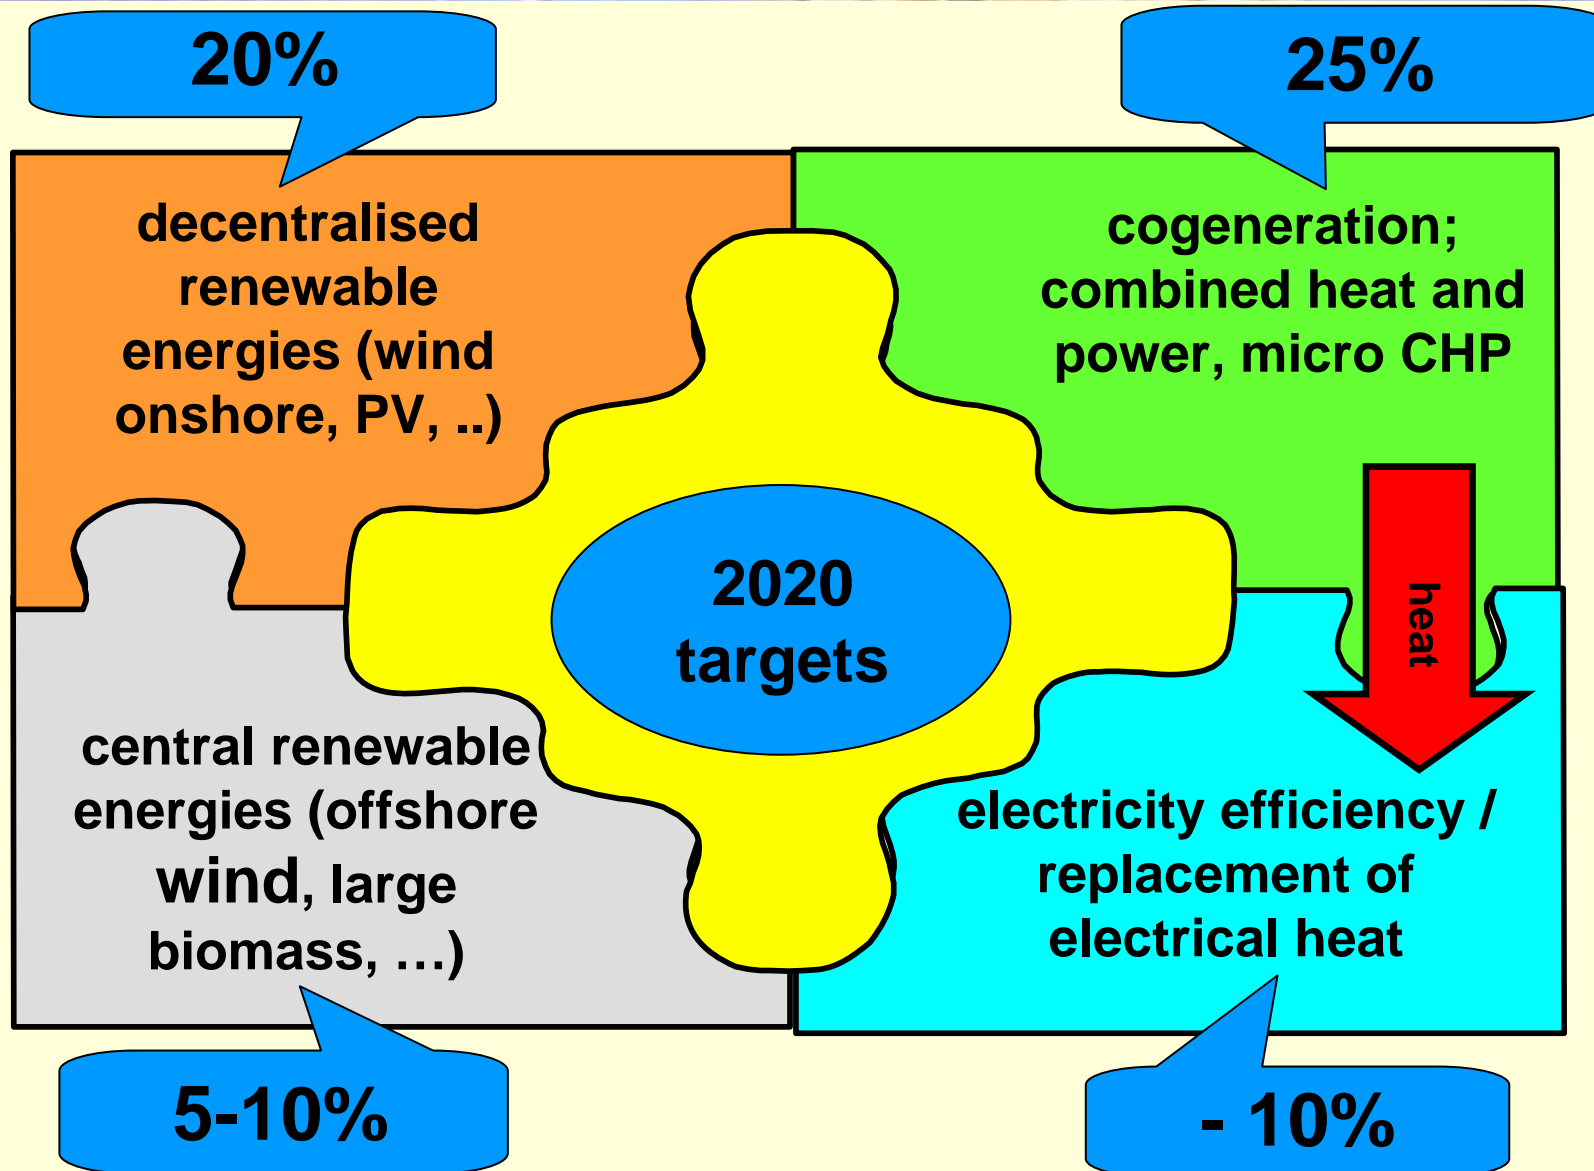 20%
25%
decentralised
renewable
energies (wind
onshore, PV, ..)
cogeneration;
combined heat and
power, micro CHP
heat
2020
targets
central renewable
energies (offshore
wind, large
biomass, …)
electricity efficiency /
replacement of
electrical heat
5-10%
- 10%